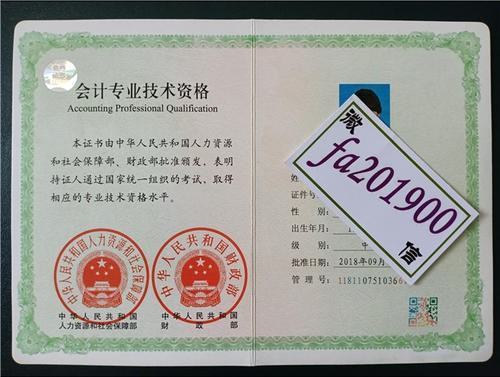 会计专业技术资格
Accounting Professional Qualification
本证书由中华人民共和国人力资源
和社会保障部、财政部批准颁发，表明
持证人通过国家统一组织的考试，取得
相应的专业技术资格水平。
中华人民共和国人力资源和社会保障部
中华人民共和国财政部
中华人民共和国
人力资源和社会保障部
中华人民共和国
财政部
微
fa201900
信
姓
证件号
性别
出生年月
级别 中
批准日期 2018年09月
管理号 1181107510366